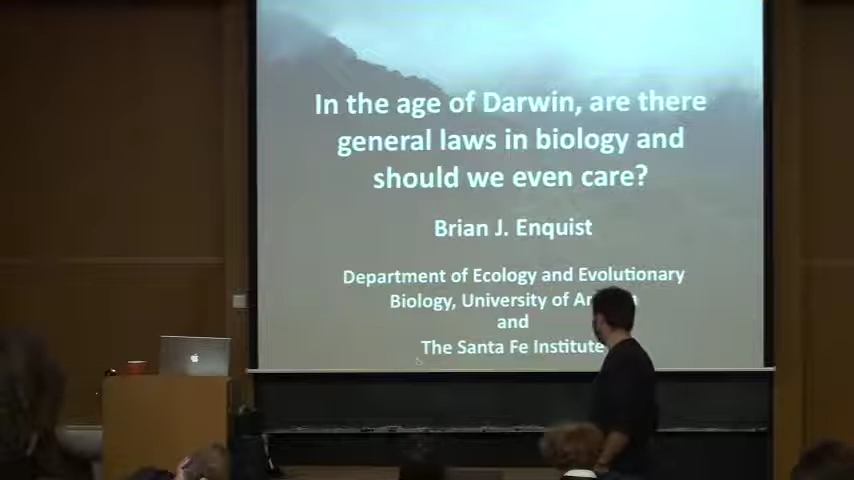 In the age of Darwin, are there
general laws in biology and
should we even care?
Brian J. Enquist
Department of Ecology and Evolutionary
Biology, University of
and
The Santa Fe Institute